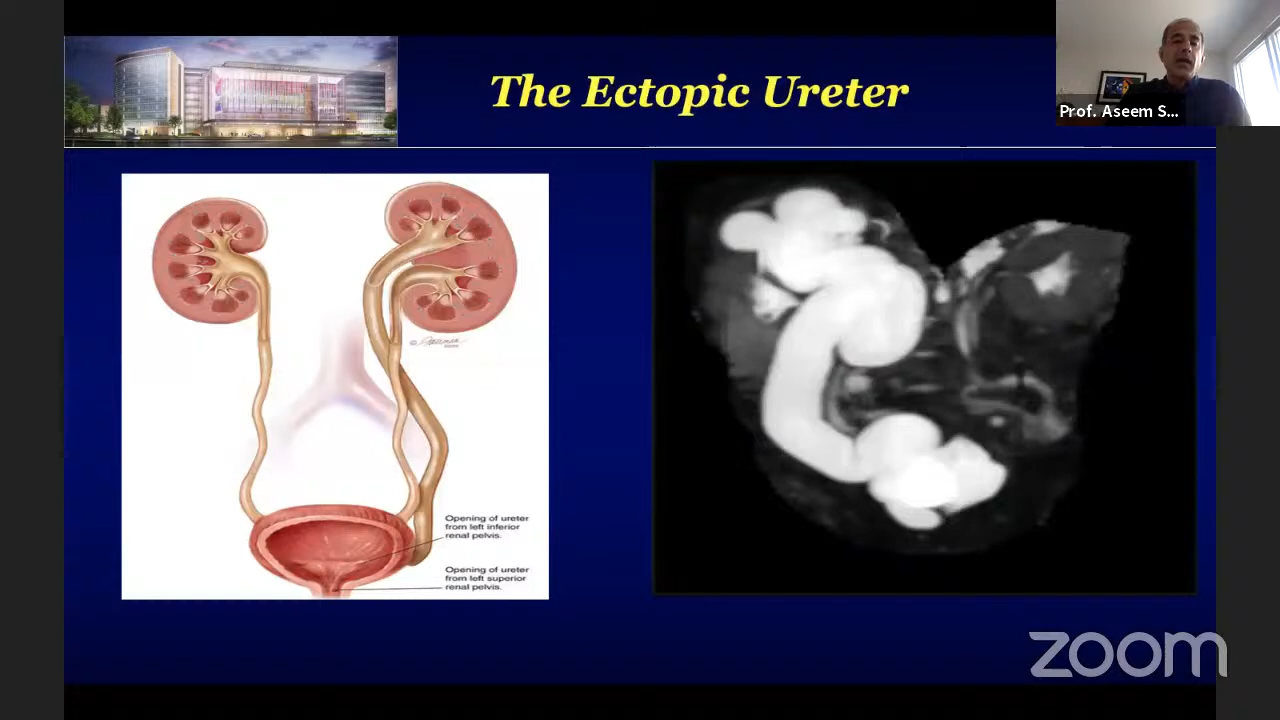 The Ectopic Ureter
Prof. Aseem S...
Opening of ureter
from left inferior
renal pelvis.
Opening of ureter
from left superior
renal pelvis.
zoom